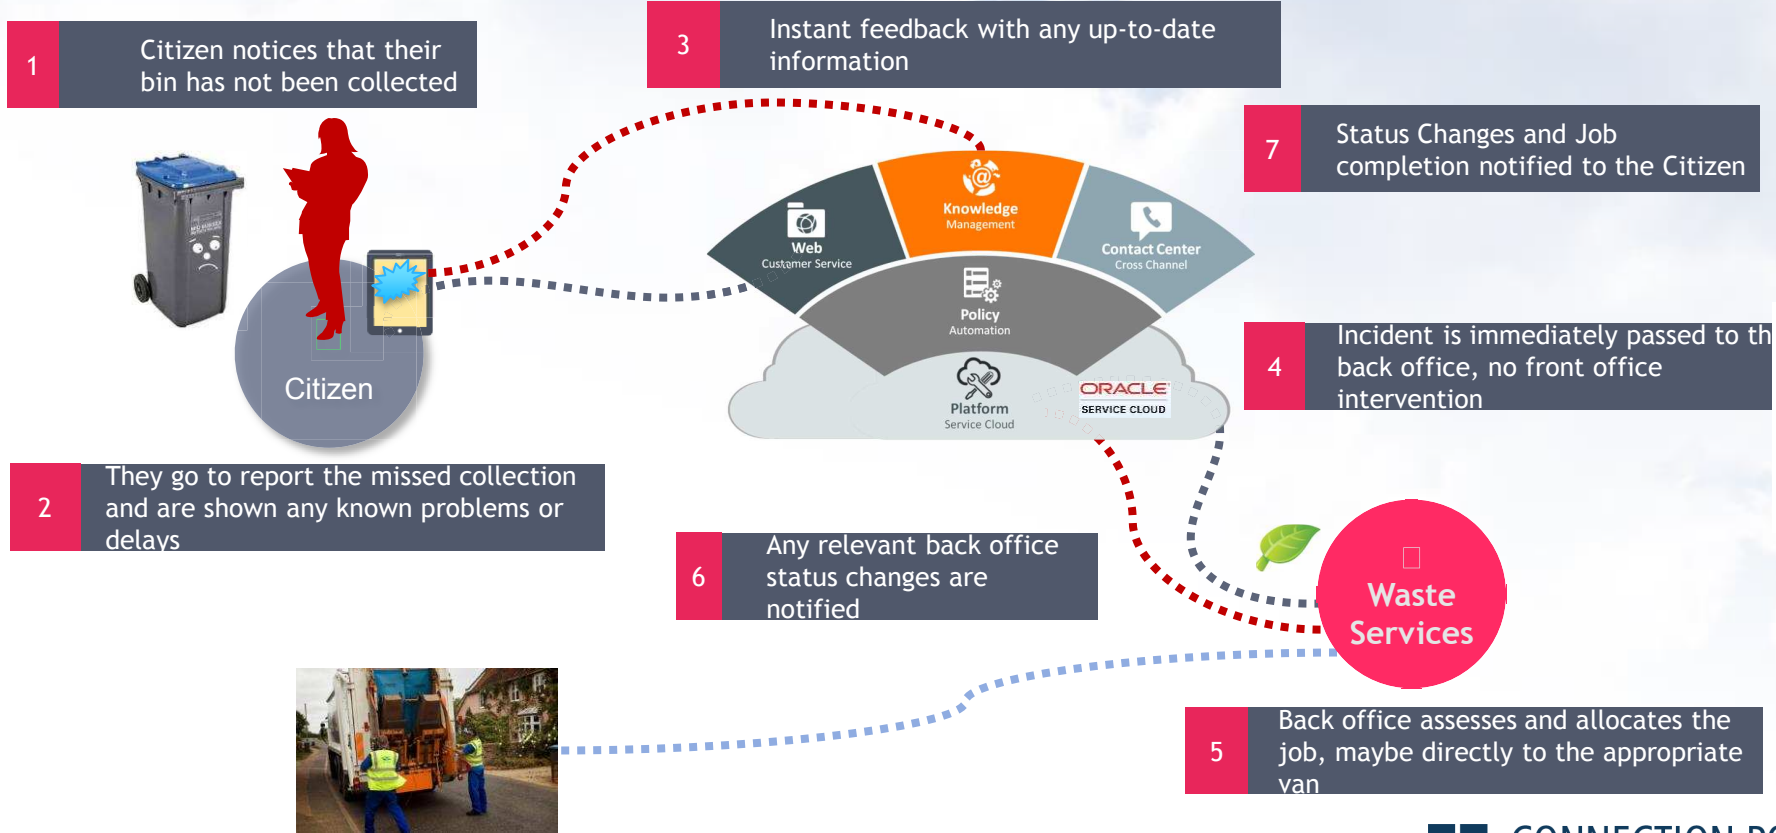 1
Citizen notices that their
bin has not been collected
3
Instant feedback with any up-to-date
information
7
Status Changes and Job
completion notified to the Citizen
Knowledge
Management
Web
Customer Service
Contact Center
Cross Channel
Policy
Automation
Platform
Service Cloud
ORACLE
SERVICE CLOUD
Citizen
4
Incident is immediately passed to th
back office, no front office
intervention
2
They go to report the missed collection
and are shown any known problems or
delays
6
Any relevant back office
status changes are
notified
Waste
Services
5
Back office assesses and allocates the
job, maybe directly to the appropriate
van
CONNECTION